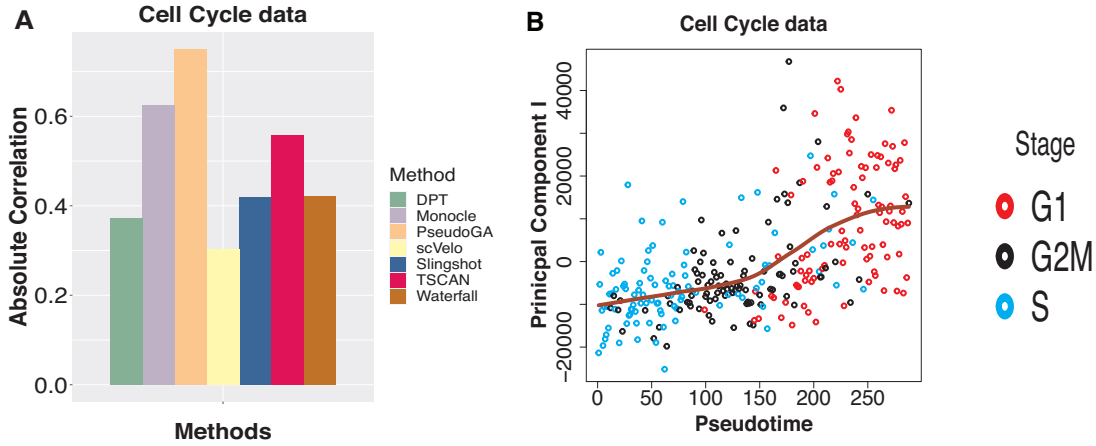 A
Cell Cycle data
Absolute Correlation
0.6
0.4
0.2
0.0
Methods
Method
DPT
Monocle
PseudoGA
scVelo
Slingshot
TSCAN
Waterfall
B
Cell Cycle data
Prinicpal Component I
40000
20000
0
−20000
0 50 100 150 200 250
Pseudotime
Stage
G1
G2M
S